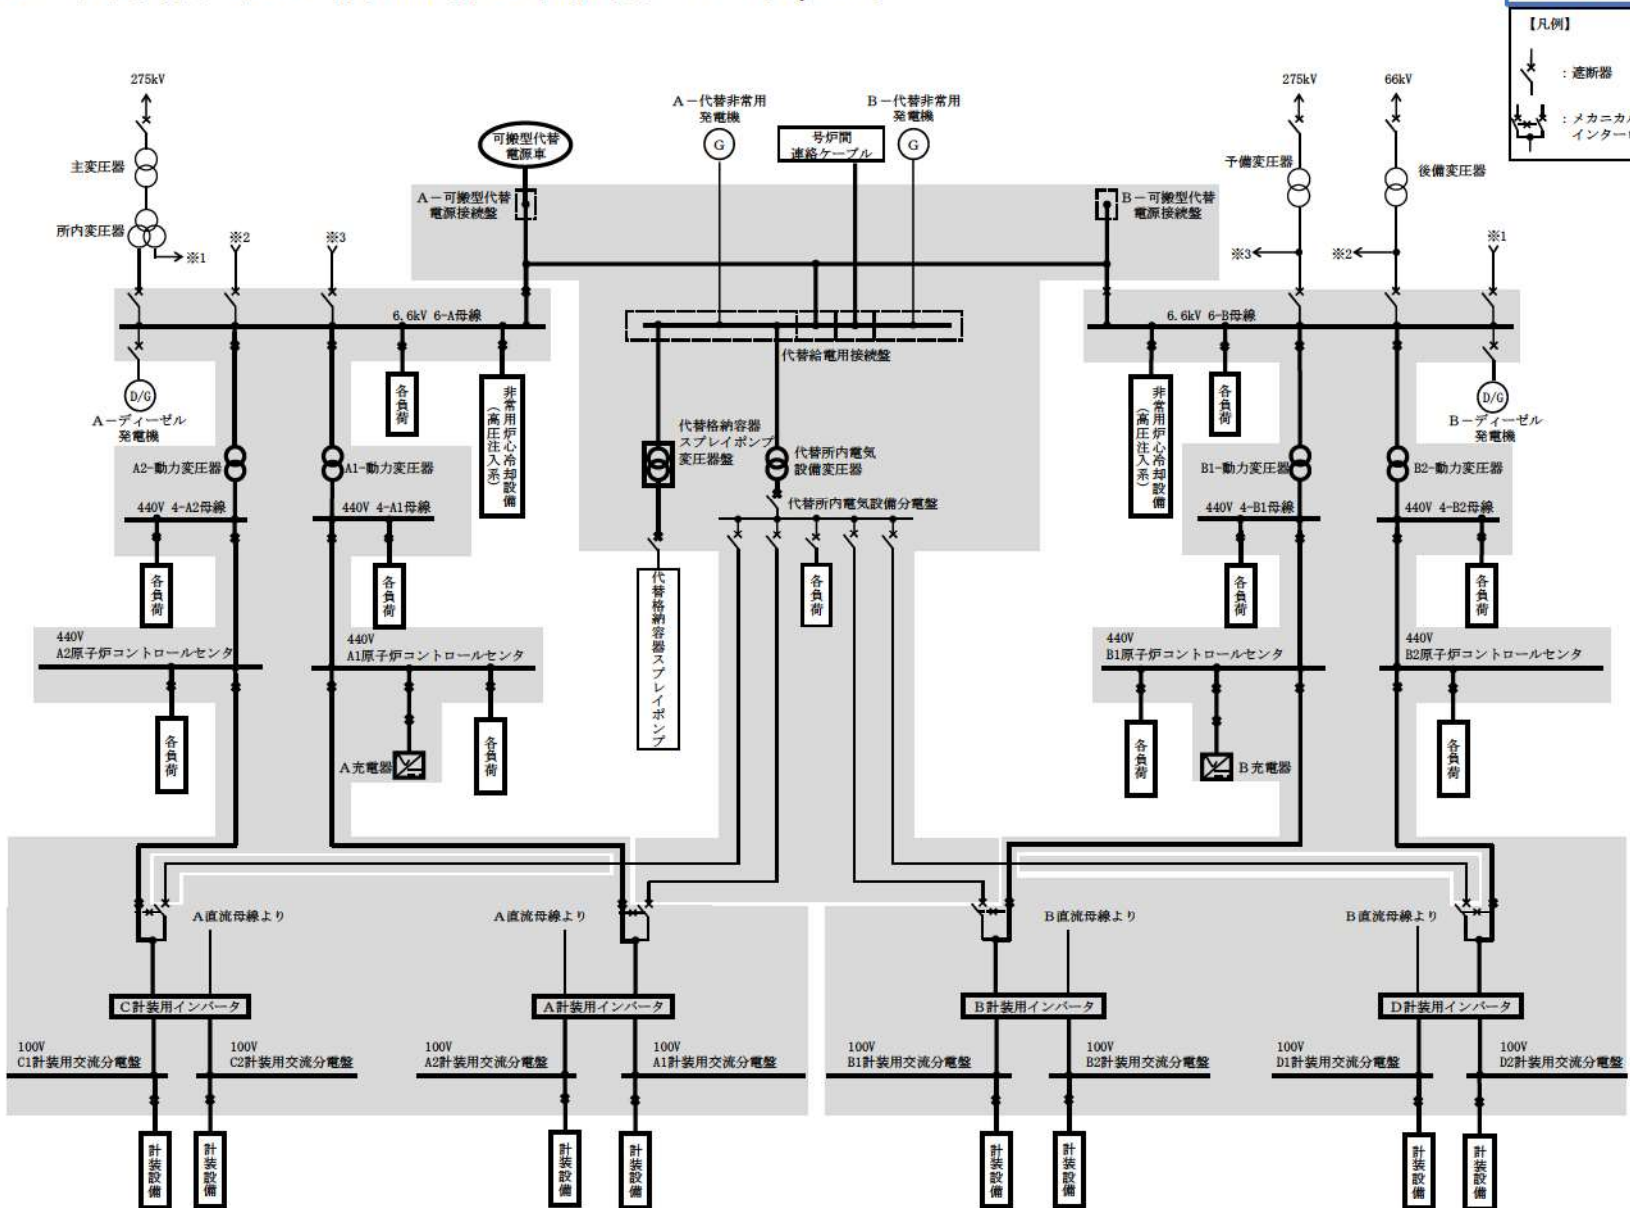 【凡例】
：遮断器
：メカニカル
インターロ
275kV
主変圧器
所内変圧器
※1
※2
※3
可搬型代替
電源車
A－代替非常用
発電機
G
号炉間
連絡ケーブル
B－代替非常用
発電機
G
275kV
66kV
予備変圧器
後備変圧器
※3
※2
※1
A－可搬型代替
電源接続盤
B－可搬型代替
電源接続盤
6.6kV 6-A母線
代替給電用接続盤
6.6kV 6-B母線
D/G
A－ディーゼル
発電機
各負荷
非常用炉心冷却設備
（高圧注入系）
代替格納容器
スプレイポンプ
変圧器盤
代替所内電気
設備変圧器
代替所内電気設備分電盤
非常用炉心冷却設備
（高圧注入系）
各負荷
D/G
B－ディーゼル
発電機
A2-動力変圧器
A1-動力変圧器
B1-動力変圧器
B2-動力変圧器
440V 4-A2母線
440V 4-A1母線
440V 4-B1母線
440V 4-B2母線
各負荷
各負荷
代替格納容器スプレイポンプ
各負荷
各負荷
各負荷
440V
A2原子炉コントロールセンタ
440V
A1原子炉コントロールセンタ
440V
B1原子炉コントロールセンタ
440V
B2原子炉コントロールセンタ
各負荷
A充電器
各負荷
各負荷
B充電器
各負荷
A直流母線より
A直流母線より
B直流母線より
B直流母線より
C計装用インバータ
A計装用インバータ
B計装用インバータ
D計装用インバータ
100V
C1計装用交流分電盤
100V
C2計装用交流分電盤
100V
A2計装用交流分電盤
100V
A1計装用交流分電盤
100V
B1計装用交流分電盤
100V
B2計装用交流分電盤
100V
D1計装用交流分電盤
100V
D2計装用交流分電盤
計装設備
計装設備
計装設備
計装設備
計装設備
計装設備
計装設備
計装設備